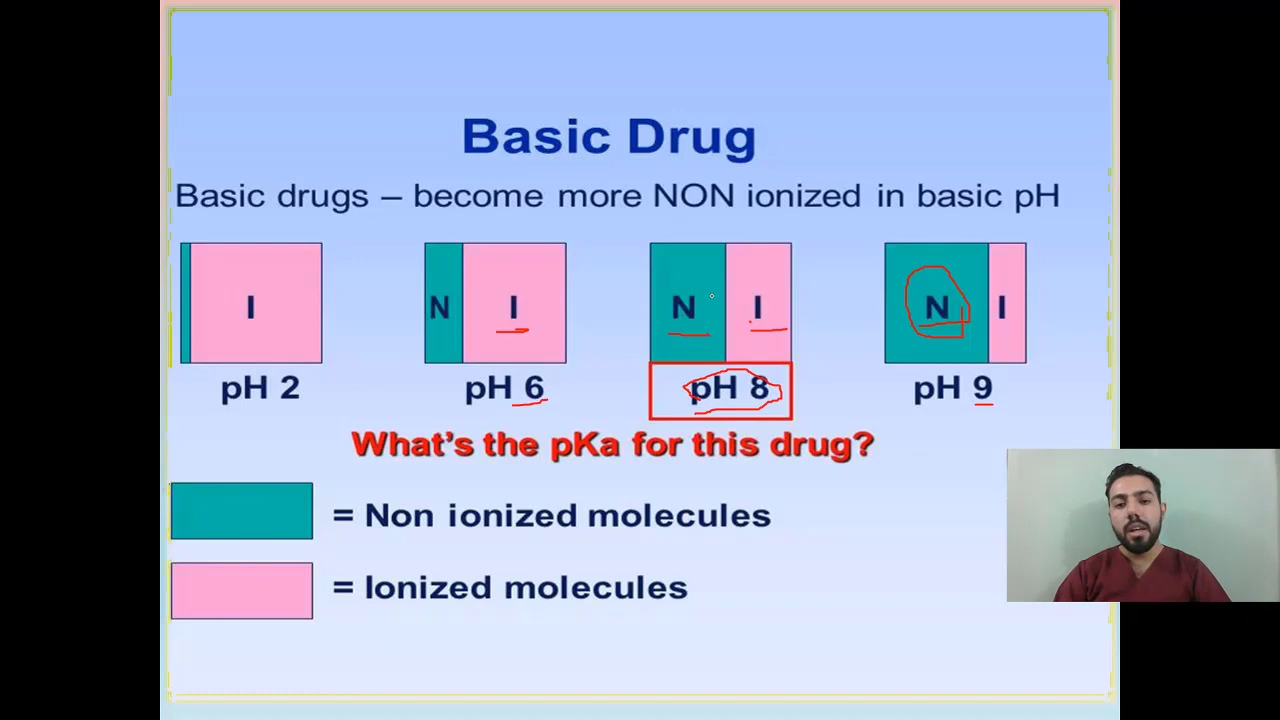 Basic Drug
Basic drugs – become more NON ionized in basic pH
I
N I
N I
N I
pH 2
pH 6
pH 8
pH 9
What's the pKa for this drug?
= Non ionized molecules
= Ionized molecules